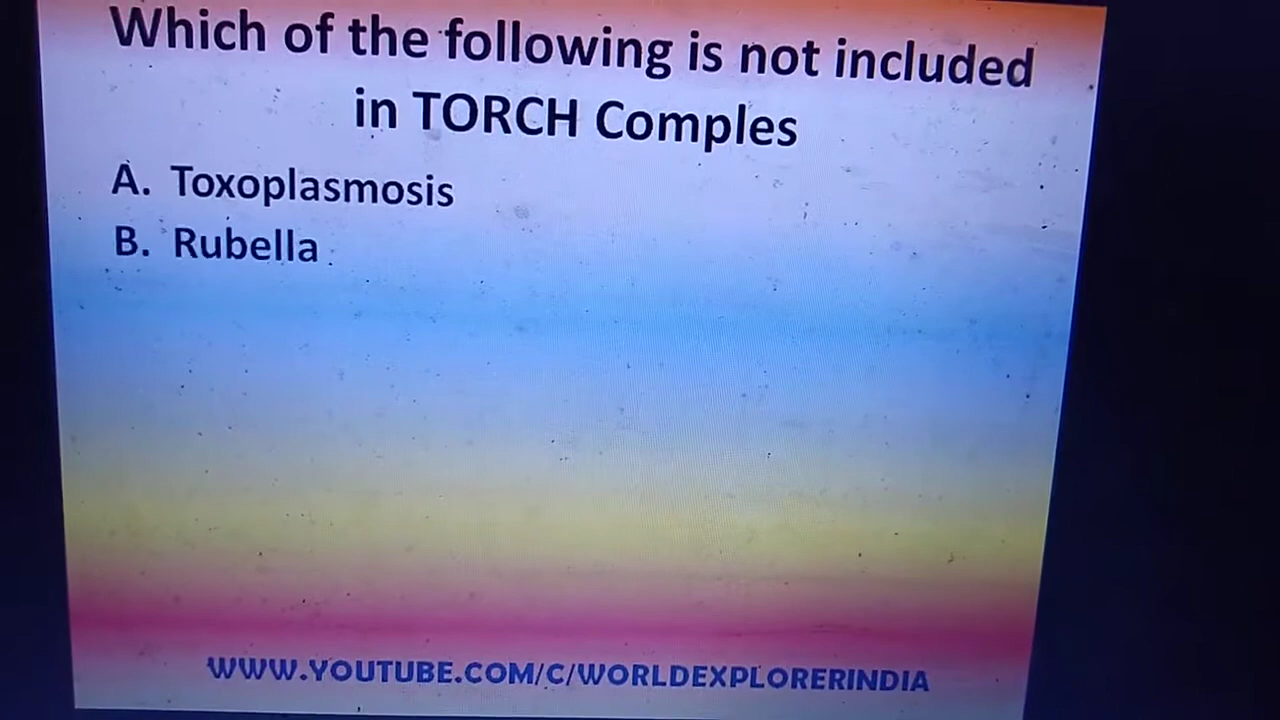 Which of the following is not included
in TORCH Comples
A. Toxoplasmosis
B. Rubella
WWW.YOUTUBE.COM/C/WORLDEXPLORERINDIA